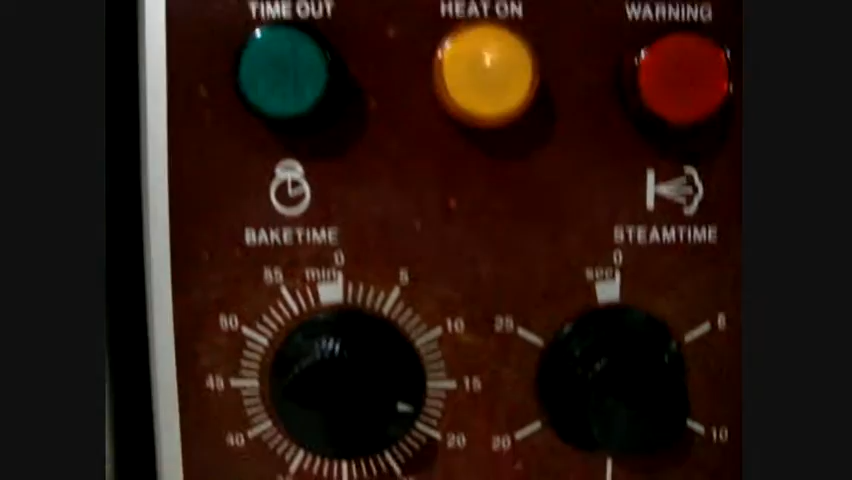 TIME OUT HEAT ON WARNING
BAKETIME STEAMTIME
0 0
55 min 5 sec
50 10 25 5
45 15
40 20 20 10